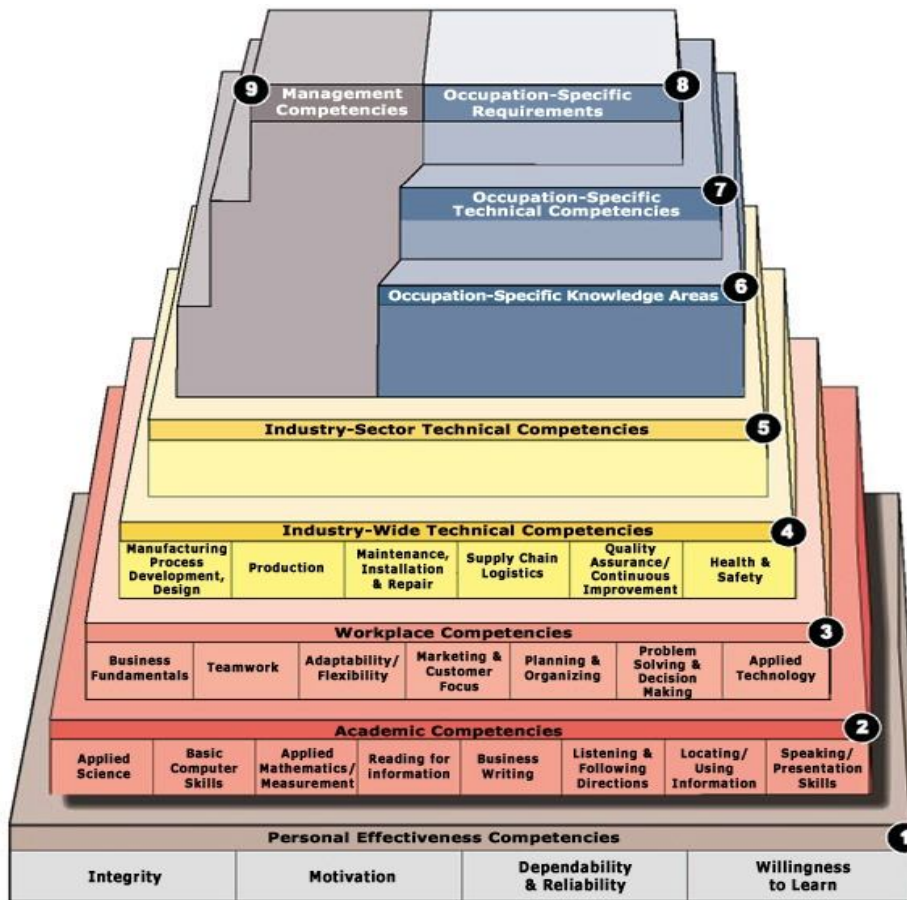 9
Management
Competencies
Occupation-Specific
Requirements
8
Occupation-Specific
Technical Competencies
7
Occupation-Specific Knowledge Areas
6
Industry-Sector Technical Competencies
5
Industry-Wide Technical Competencies
4
Manufacturing
Process
Development,
Design
Production
Maintenance,
Installation
& Repair
Supply Chain
Logistics
Quality
Assurance/
Continuous
Improvement
Health &
Safety
Workplace Competencies
3
Business
Fundamentals
Teamwork
Adaptability/
Flexibility
Marketing &
Customer
Focus
Planning &
Organizing
Problem
Solving &
Decision
Making
Applied
Technology
Academic Competencies
2
Applied
Science
Basic
Computer
Skills
Applied
Mathematics/
Measurement
Reading for
information
Business
Writing
Listening &
Following
Directions
Locating/
Using
Information
Speaking/
Presentation
Skills
Personal Effectiveness Competencies
1
Integrity
Motivation
Dependability
& Reliability
Willingness
to Learn